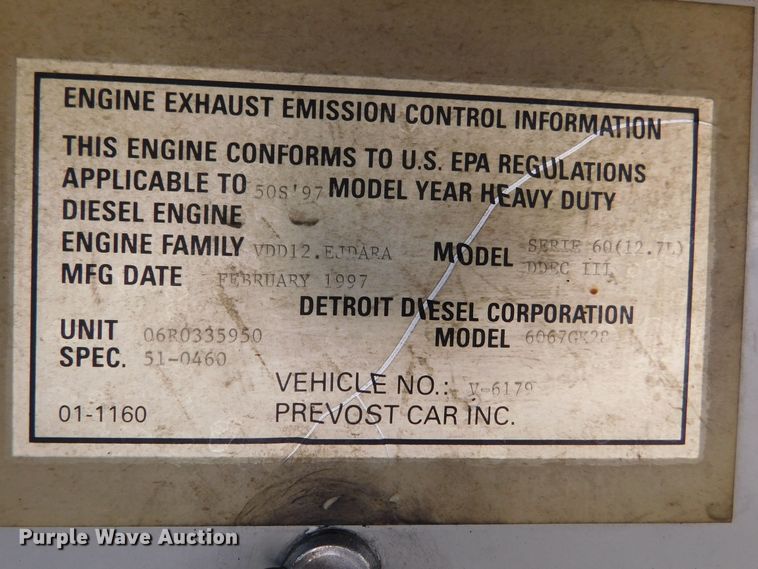 ENGINE EXHAUST EMISSION CONTROL INFORMATION
THIS ENGINE CONFORMS TO U.S. EPA REGULATIONS
APPLICABLE TO 50S'97 MODEL YEAR HEAVY DUTY
DIESEL ENGINE
ENGINE FAMILY VDD12.EJDARA MODEL SERIE 60(12.7L)
DDEC III
MFG DATE FEBRUARY 1997
DETROIT DIESEL CORPORATION
UNIT 06R0335950 MODEL 6067GK28
SPEC. 51-0460
VEHICLE NO.: V-6179
01-1160 PREVOST CAR INC.
Purple Wave Auction